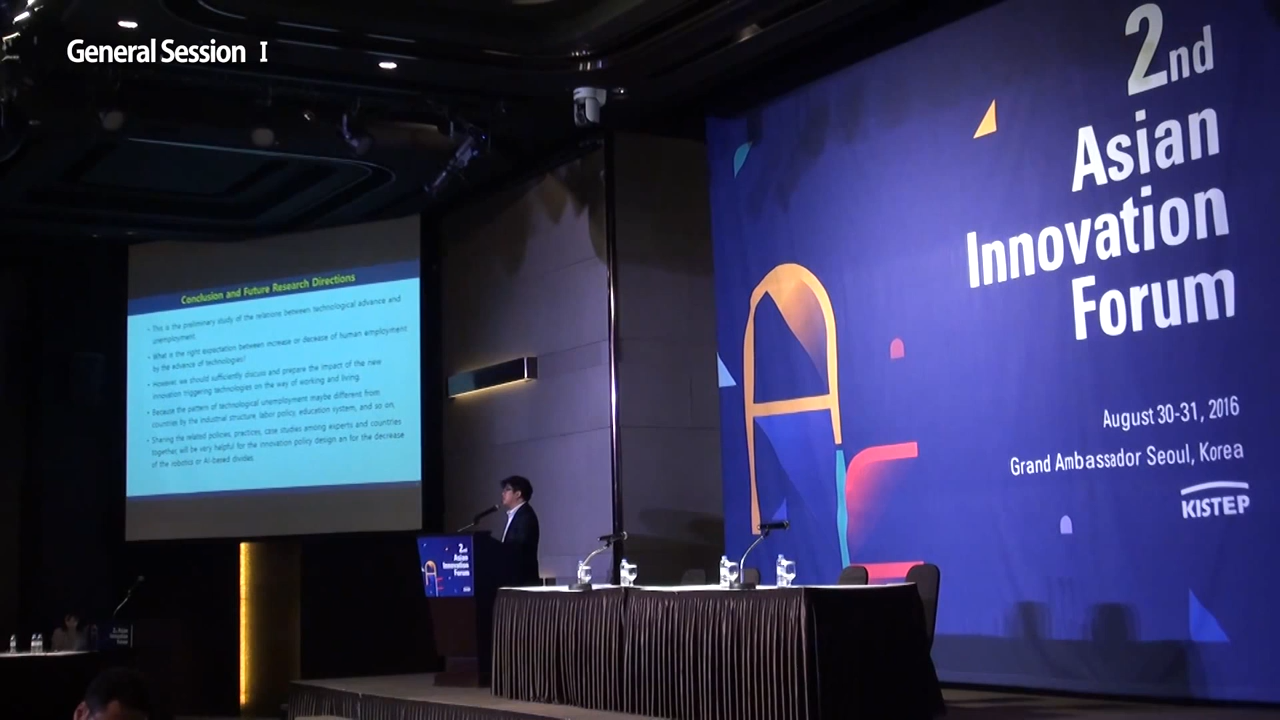 General Session I
2nd
Asian
Innovation
Forum
August 30-31, 2016
Grand Ambassador Seoul, Korea
KISTEP
Conclusion and Future Research Directions
• This is the preliminary study of the relations between technological advance and
unemployment.
• What is the right expectation between increase or decrease of human employment
by the advance of technologies?
• However, we should sufficiently discuss and prepare the impact of the new
innovation triggering technologies on the way of working and living.
• Because the pattern of technological unemployment maybe different from
countries by the industrial structure, labor policy, education system, and so on,
• Sharing the related policies, practices, case studies among experts and countries
together, will be very helpful for the innovation policy design an for the decrease
of the robotics or AI-based divides.
2nd
Asian
Innovation
Forum